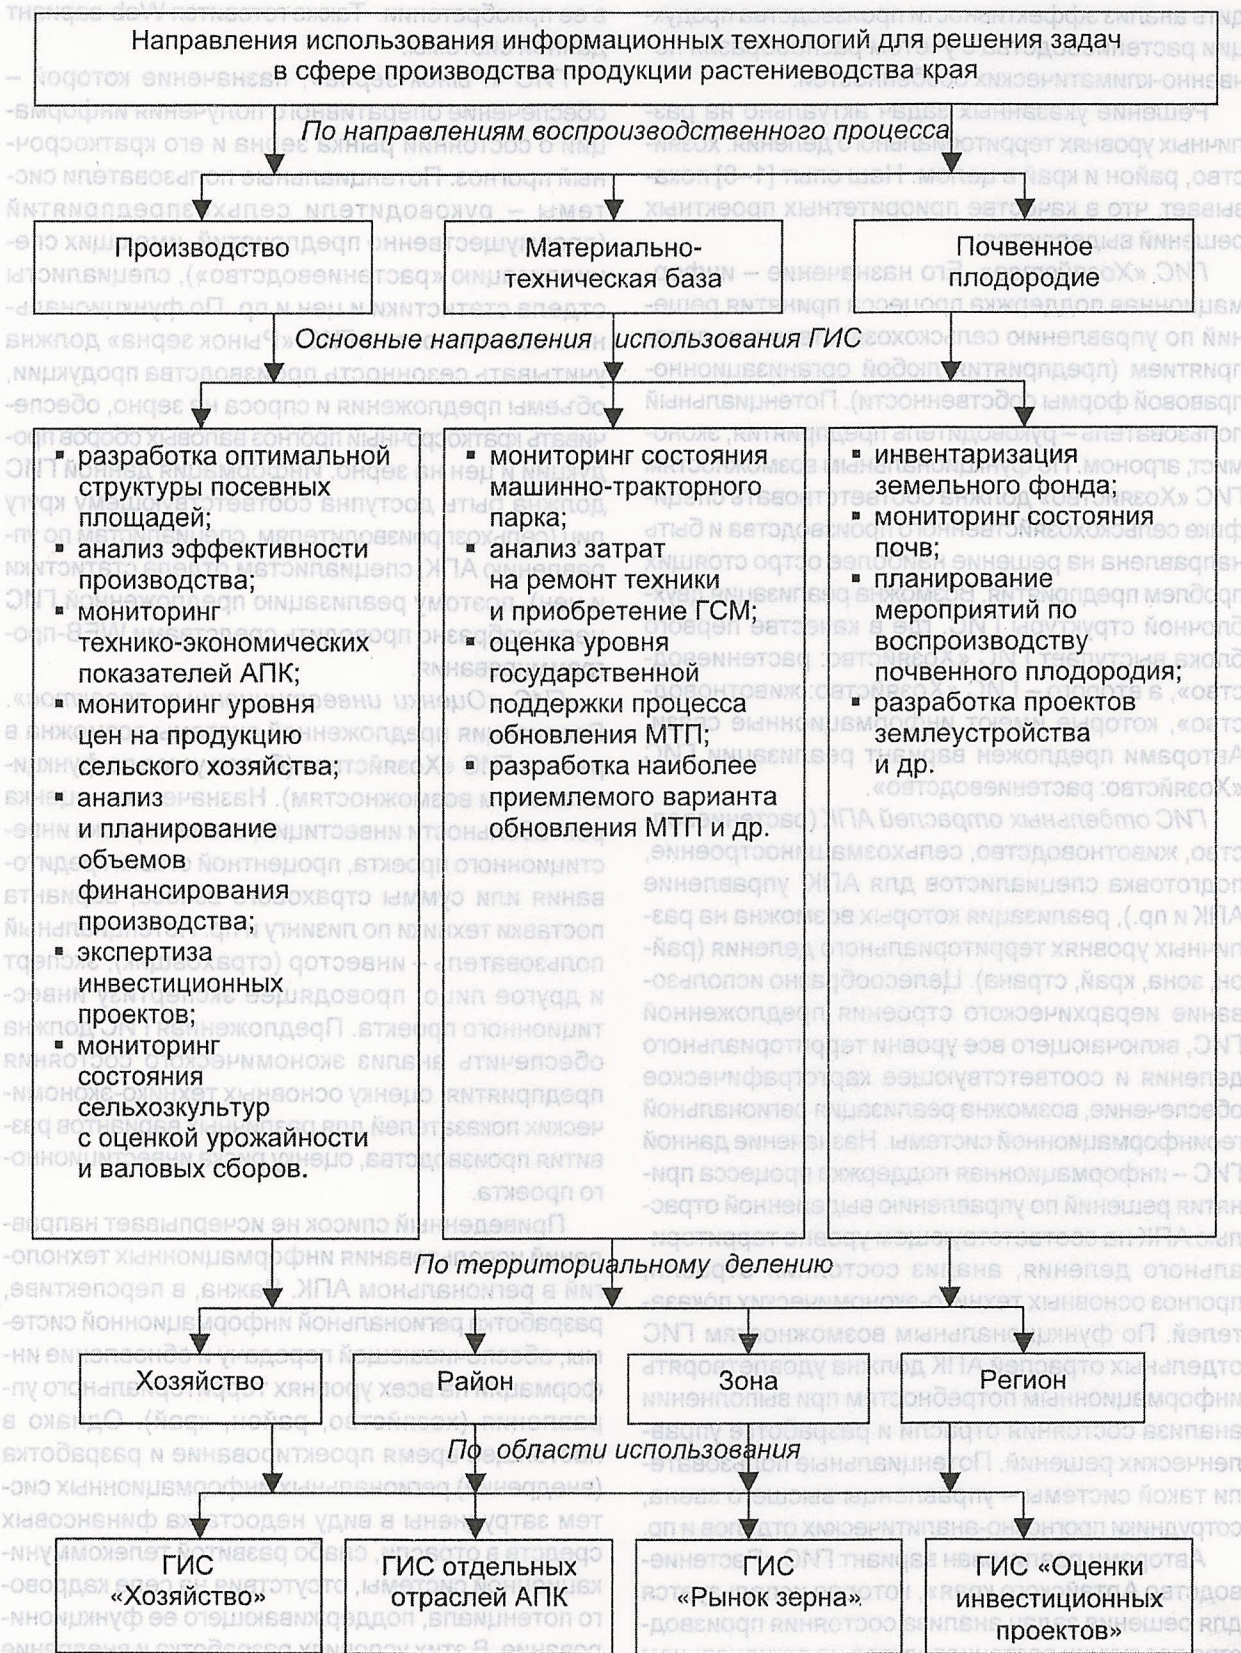 Направления использования информационных технологий для решения задач
в сфере производства продукции растениеводства края
По направлениям воспроизводственного процесса
Производство
Материально-
техническая база
Почвенное
плодородие
Основные направления использования ГИС
▪ разработка оптимальной
структуры посевных
площадей;
▪ анализ эффективности
производства;
▪ мониторинг
технико-экономических
показателей АПК;
▪ мониторинг уровня
цен на продукцию
сельского хозяйства;
▪ анализ
и планирование
объемов
финансирования
производства;
▪ экспертиза
инвестиционных
проектов;
▪ мониторинг
состояния
сельхозкультур
с оценкой урожайности
и валовых сборов.
▪ мониторинг состояния
машинно-тракторного
парка;
▪ анализ затрат
на ремонт техники
и приобретение ГСМ;
▪ оценка уровня
государственной
поддержки процесса
обновления МТП;
▪ разработка наиболее
приемлемого варианта
обновления МТП и др.
▪ инвентаризация
земельного фонда;
▪ мониторинг состояния
почв;
▪ планирование
мероприятий по
воспроизводству
почвенного плодородия;
▪ разработка проектов
землеустройства
и др.
По территориальному делению
Хозяйство
Район
Зона
Регион
По области использования
ГИС
«Хозяйство»
ГИС отдельных
отраслей АПК
ГИС
«Рынок зерна».
ГИС «Оценки
инвестиционных
проектов»